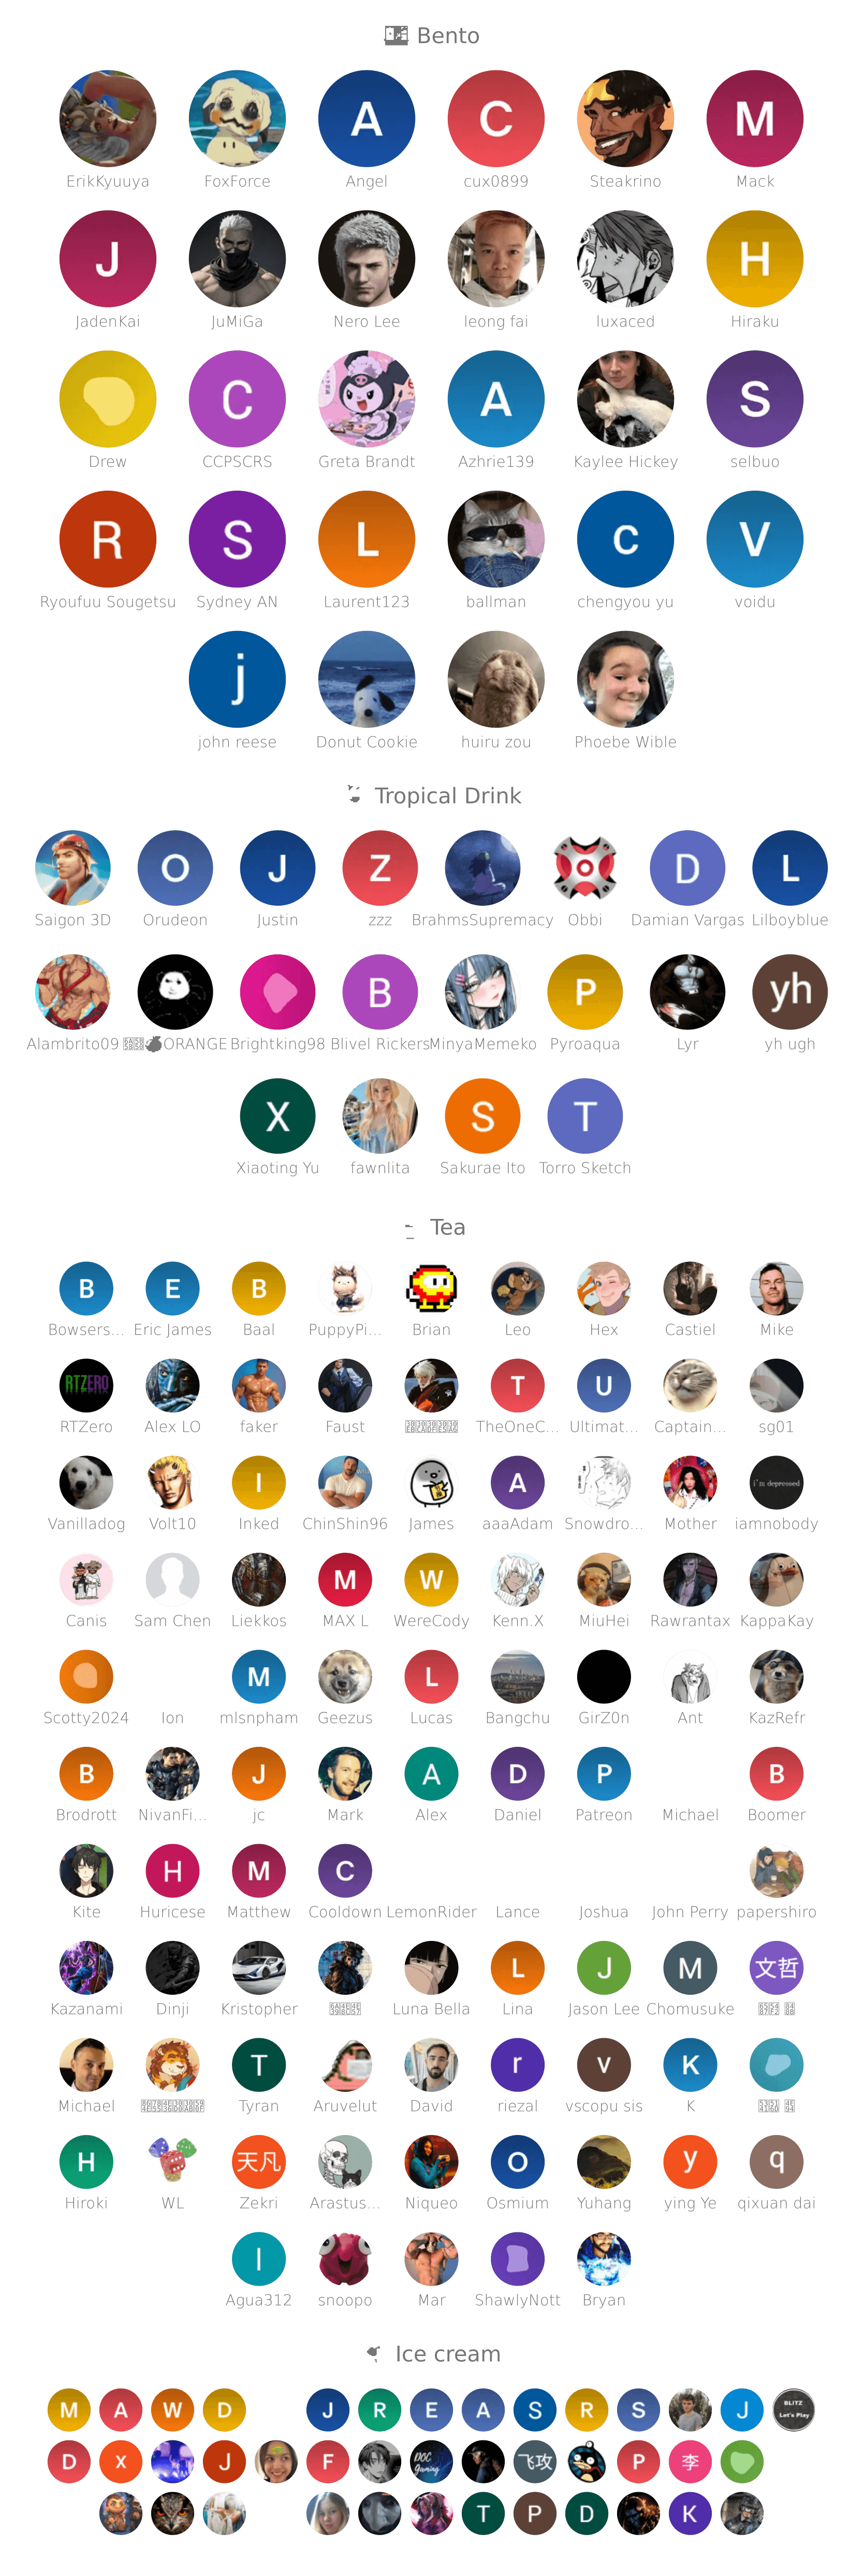 Bento
A C M
ErikKyuuya FoxForce Angel cux0899 Steakrino Mack
J H
JadenKai JuMiGa Nero Lee leong fai luxaced Hiraku
C A S
Drew CCPSCRS Greta Brandt Azhrie139 Kaylee Hickey selbuo
R S L c V
Ryoufuu Sougetsu Sydney AN Laurent123 ballman chengyou yu voidu
j
john reese Donut Cookie huiru zou Phoebe Wible
Tropical Drink
O J Z D L
Saigon 3D Orudeon Justin zzz BrahmsSupremacy Obbi Damian Vargas Lilboyblue
B P yh
Alambrito09 ORANGE Brightking98 Blivel Rickers MinyaMemeko Pyroaqua Lyr yh ugh
X S T
Xiaoting Yu fawnlita Sakurae Ito Torro Sketch
Tea
B E B
Bowsers... Eric James Baal PuppyPi... Brian Leo Hex Castiel Mike
RTZERO T U
RTZero Alex LO faker Faust TheOneC... Ultimat... Captain... sg01
I A i'm depressed
Vanilladog Volt10 Inked ChinShin96 James aaaAdam Snowdro... Mother iamnobody
M W
Canis Sam Chen Liekkos MAX L WereCody Kenn.X MiuHei Rawrantax KappaKay
M L
Scotty2024 Ion mlsnpham Geezus Lucas Bangchu GirZ0n Ant KazRefr
B J A D P B
Brodrott NivanFi... jc Mark Alex Daniel Patreon Michael Boomer
H M C
Kite Huricese Matthew Cooldown LemonRider Lance Joshua John Perry papershiro
L J M 文哲
Kazanami Dinji Kristopher Luna Bella Lina Jason Lee Chomusuke
T r v K
Michael Tyran Aruvelut David riezal vscopu sis K
H 天凡 O y q
Hiroki WL Zekri Arastus... Niqueo Osmium Yuhang ying Ye qixuan dai
I
Agua312 snoopo Mar ShawlyNott Bryan
Ice cream
M A W D J R E A S R S J BLITZ Let's Play
D X J F DOC Gaming 飞攻 P 李
T P D K